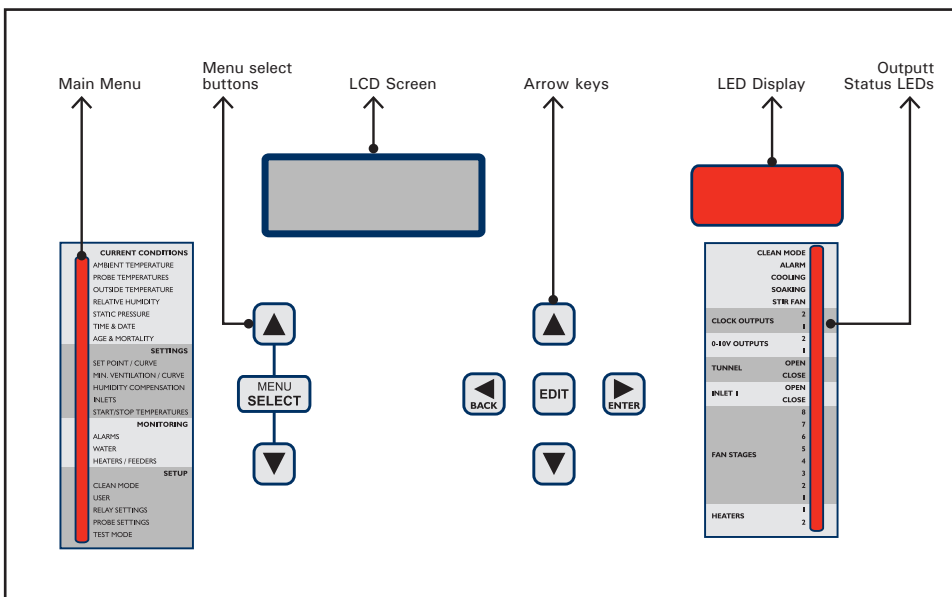 Main Menu
Menu select
buttons
LCD Screen
Arrow keys
LED Display
Outputt
Status LEDs
CURRENT CONDITIONS
AMBIENT TEMPERATURE
PROBE TEMPERATURES
OUTSIDE TEMPERATURE
RELATIVE HUMIDITY
STATIC PRESSURE
TIME & DATE
AGE & MORTALITY
SETTINGS
SET POINT / CURVE
MIN. VENTILATION / CURVE
HUMIDITY COMPENSATION
INLETS
START/STOP TEMPERATURES
MONITORING
ALARMS
WATER
HEATERS / FEEDERS
SETUP
CLEAN MODE
USER
RELAY SETTINGS
PROBE SETTINGS
TEST MODE
MENU
SELECT
BACK
EDIT
ENTER
CLEAN MODE
ALARM
COOLING
SOAKING
STIR FAN
CLOCK OUTPUTS 2
1
0-10V OUTPUTS 2
1
TUNNEL OPEN
CLOSE
INLET 1 OPEN
CLOSE
8
7
6
5
FAN STAGES 4
3
2
1
HEATERS 1
2